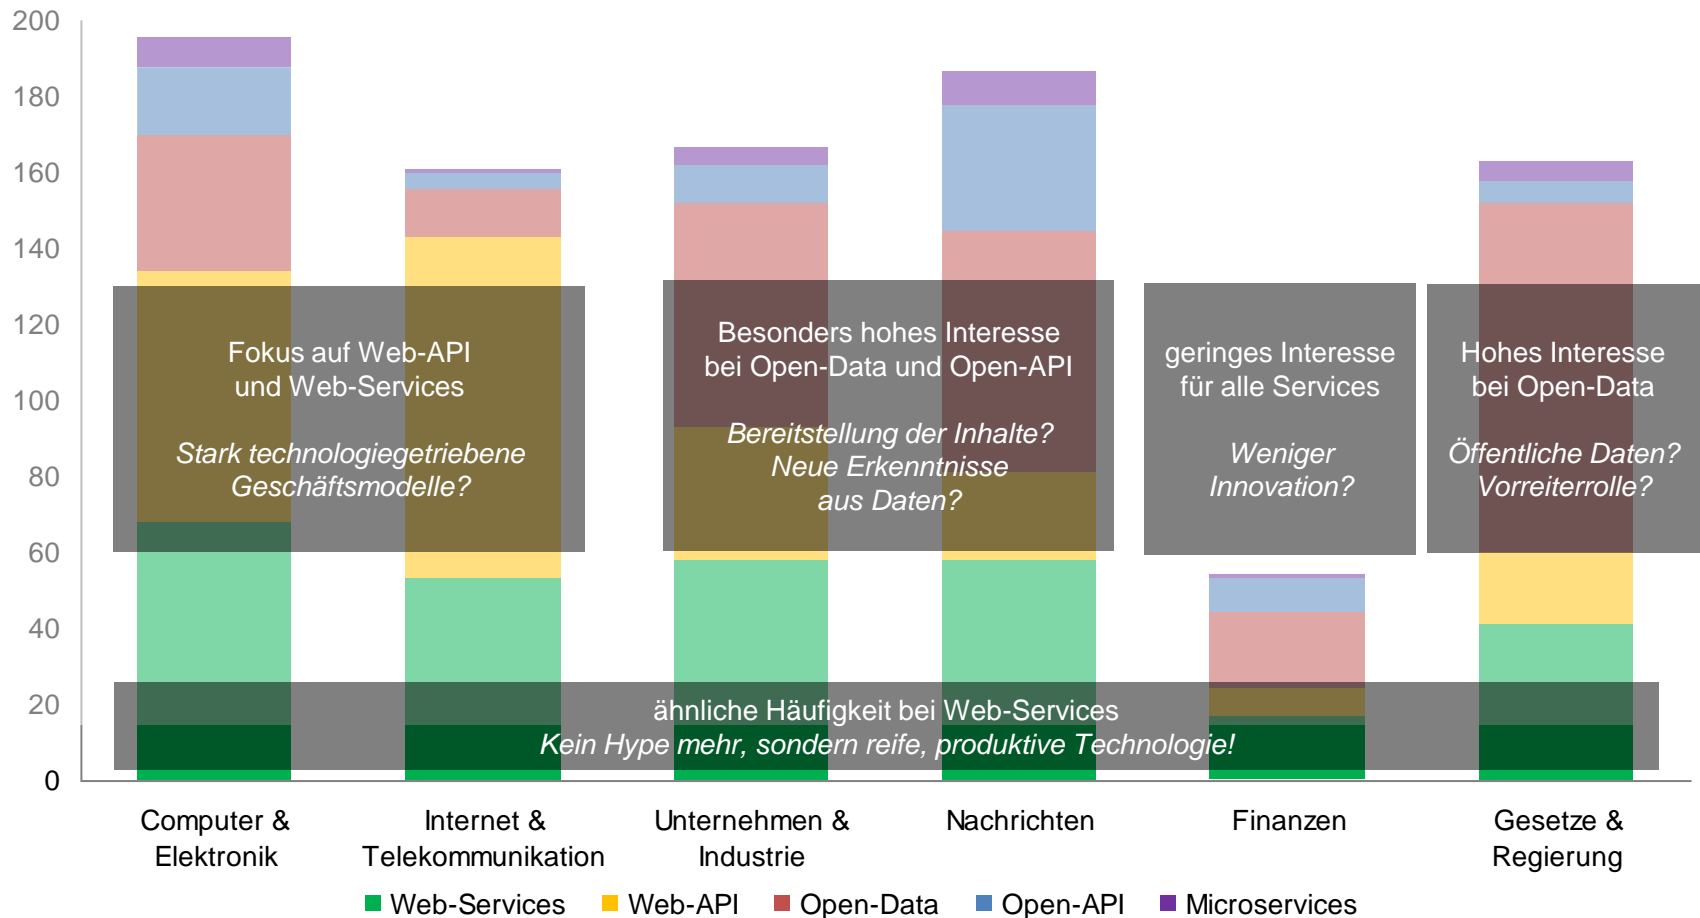 200
180
160
140
120
100
80
60
40
20
0
Fokus auf Web-API
und Web-Services
Stark technologiegetriebene
Geschäftsmodelle?
Besonders hohes Interesse
bei Open-Data und Open-API
Bereitstellung der Inhalte?
Neue Erkenntnisse
aus Daten?
geringes Interesse
für alle Services
Weniger
Innovation?
Hohes Interesse
bei Open-Data
Öffentliche Daten?
Vorreiterrolle?
ähnliche Häufigkeit bei Web-Services
Kein Hype mehr, sondern reife, produktive Technologie!
Computer &
Elektronik
Internet &
Telekommunikation
Unternehmen &
Industrie
Nachrichten
Finanzen
Gesetze &
Regierung
Web-Services
Web-API
Open-Data
Open-API
Microservices